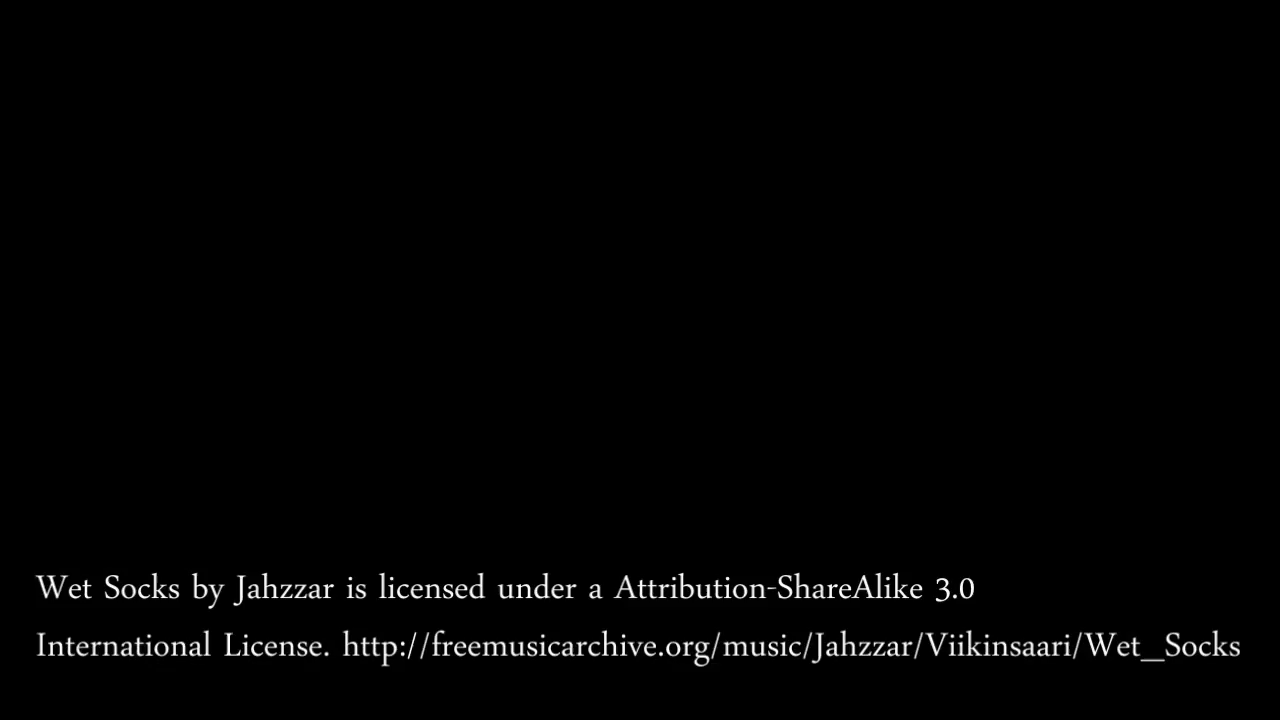 Wet Socks by Jahzzar is licensed under a Attribution-ShareAlike 3.0
International License. http://freemusicarchive.org/music/Jahzzar/Viikinsaari/Wet_Socks